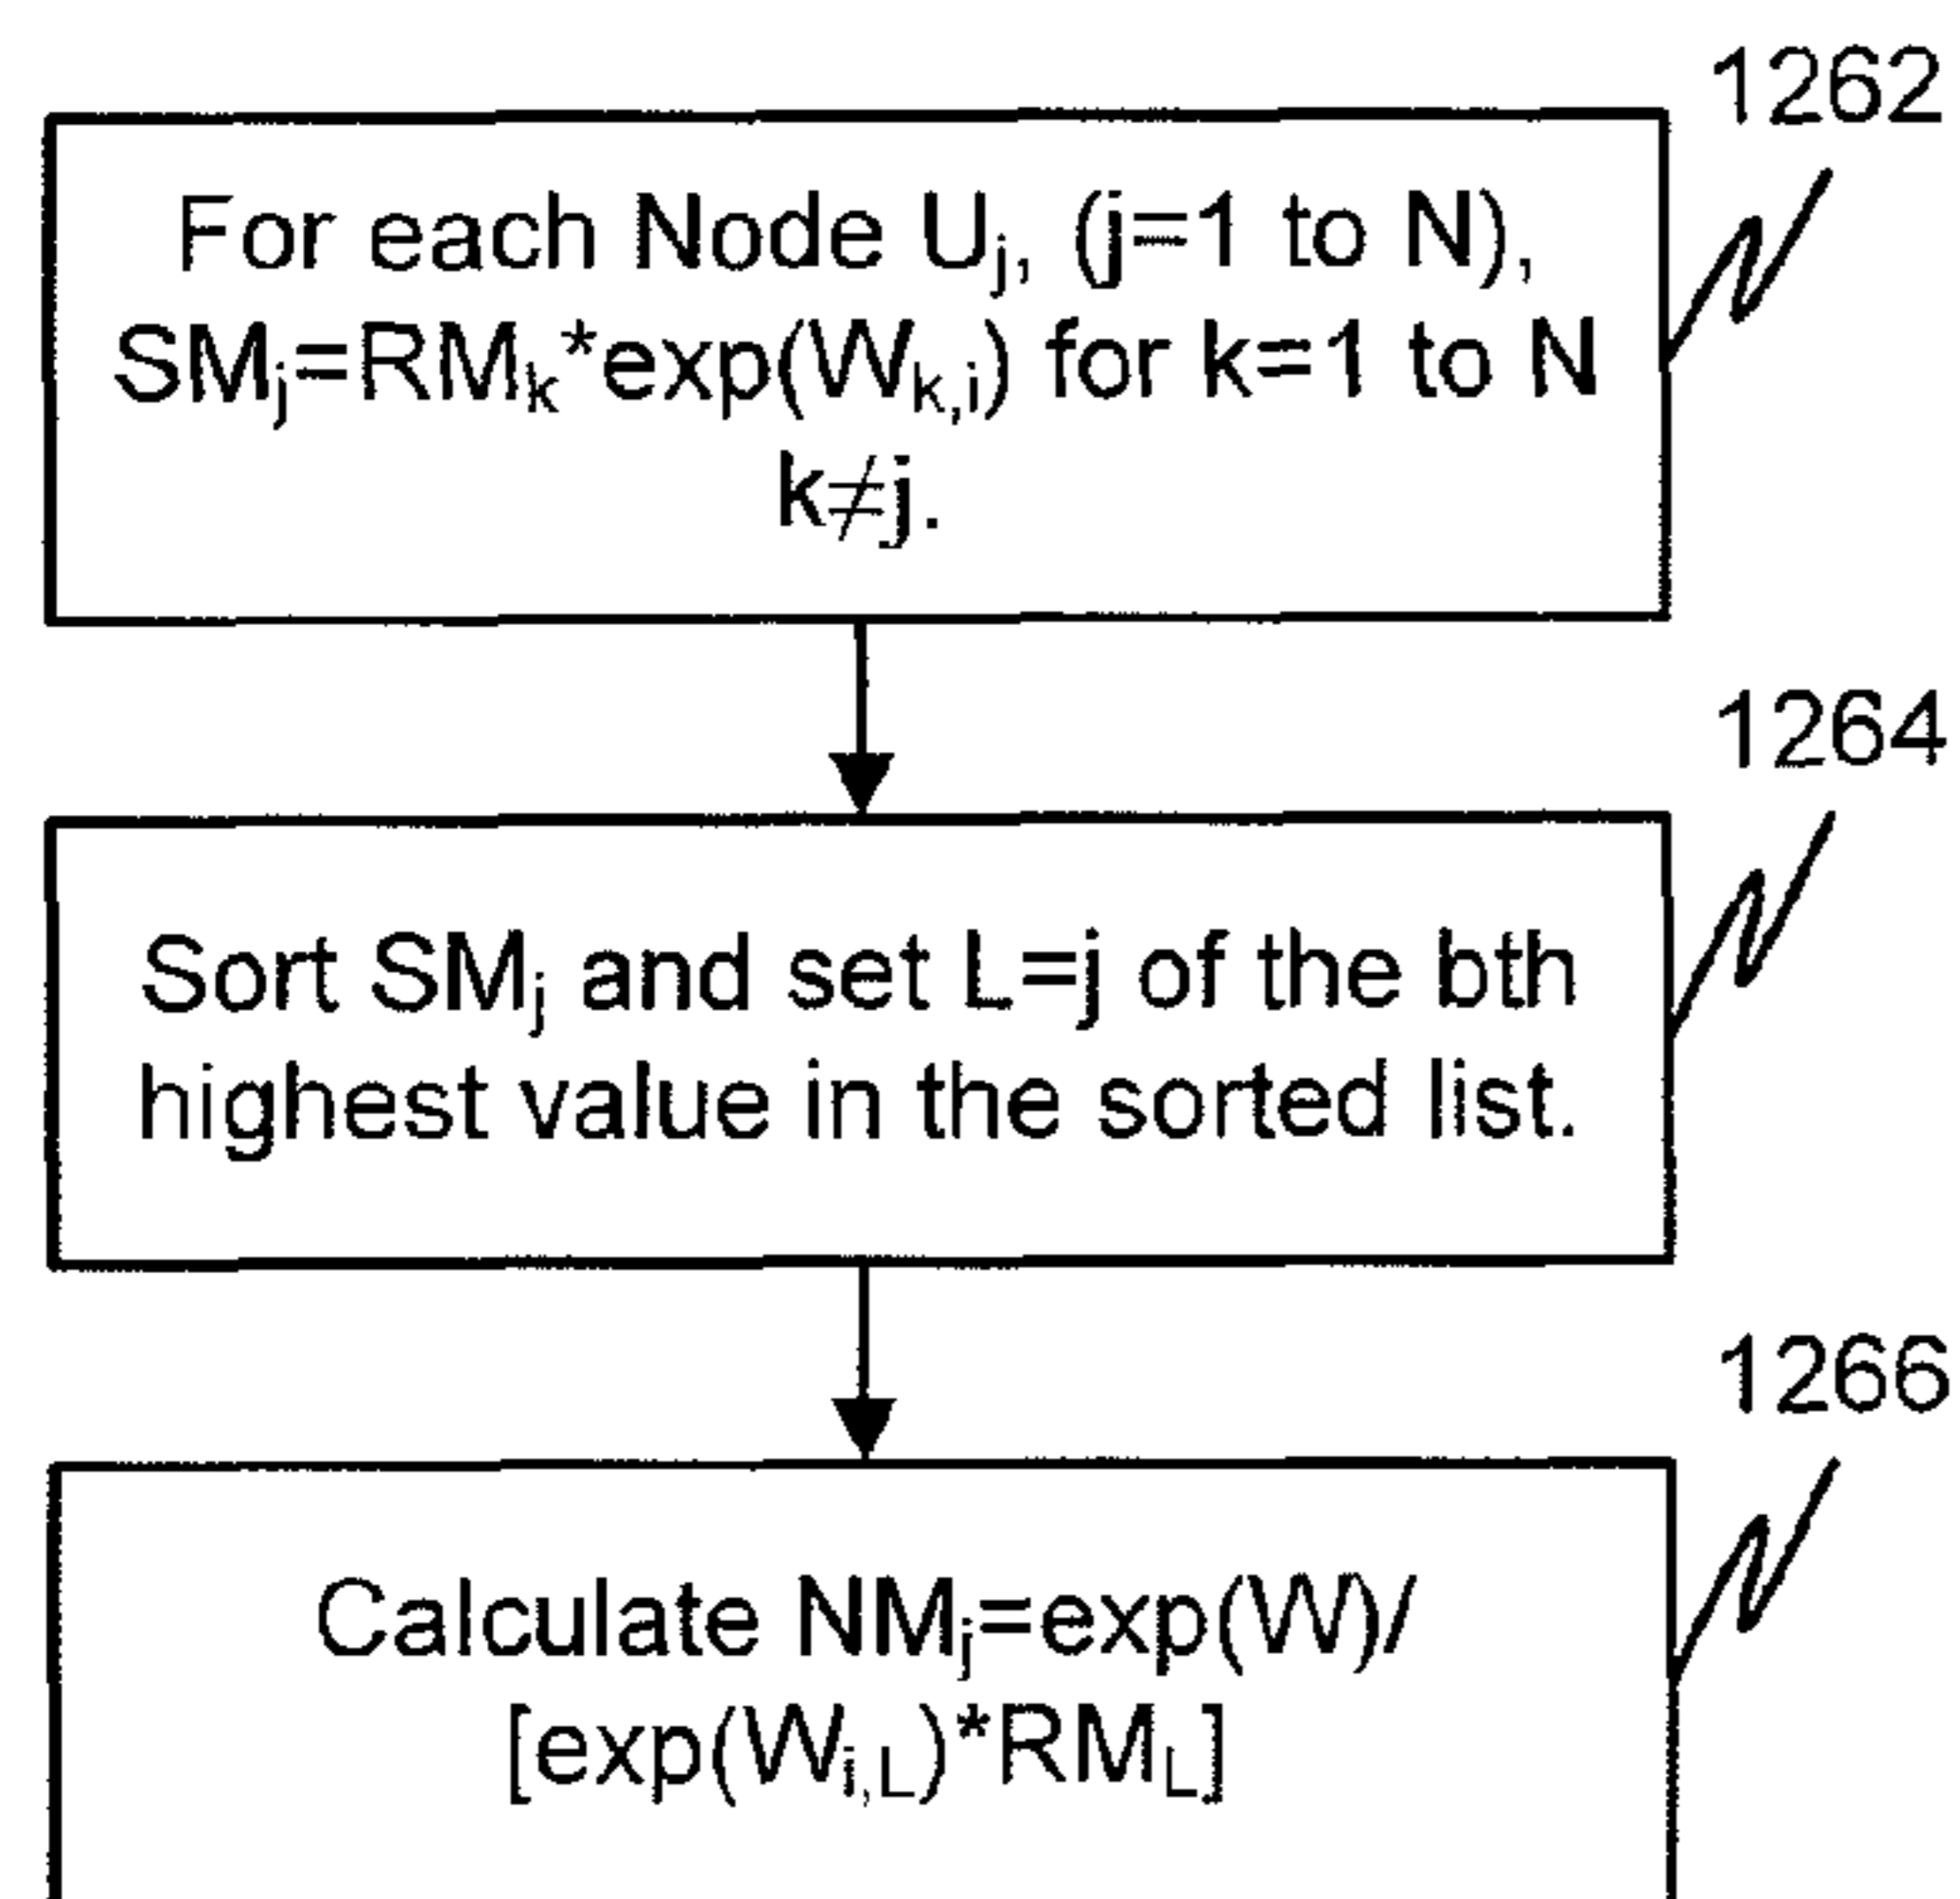 1262
For each Node Uj, (j=1 to N),
SMj=RMk*exp(Wk,i) for k=1 to N
k≠j.
1264
Sort SMj and set L=j of the bth
highest value in the sorted list.
1266
Calculate NMj=exp(W)/
[exp(Wi,L)*RML]